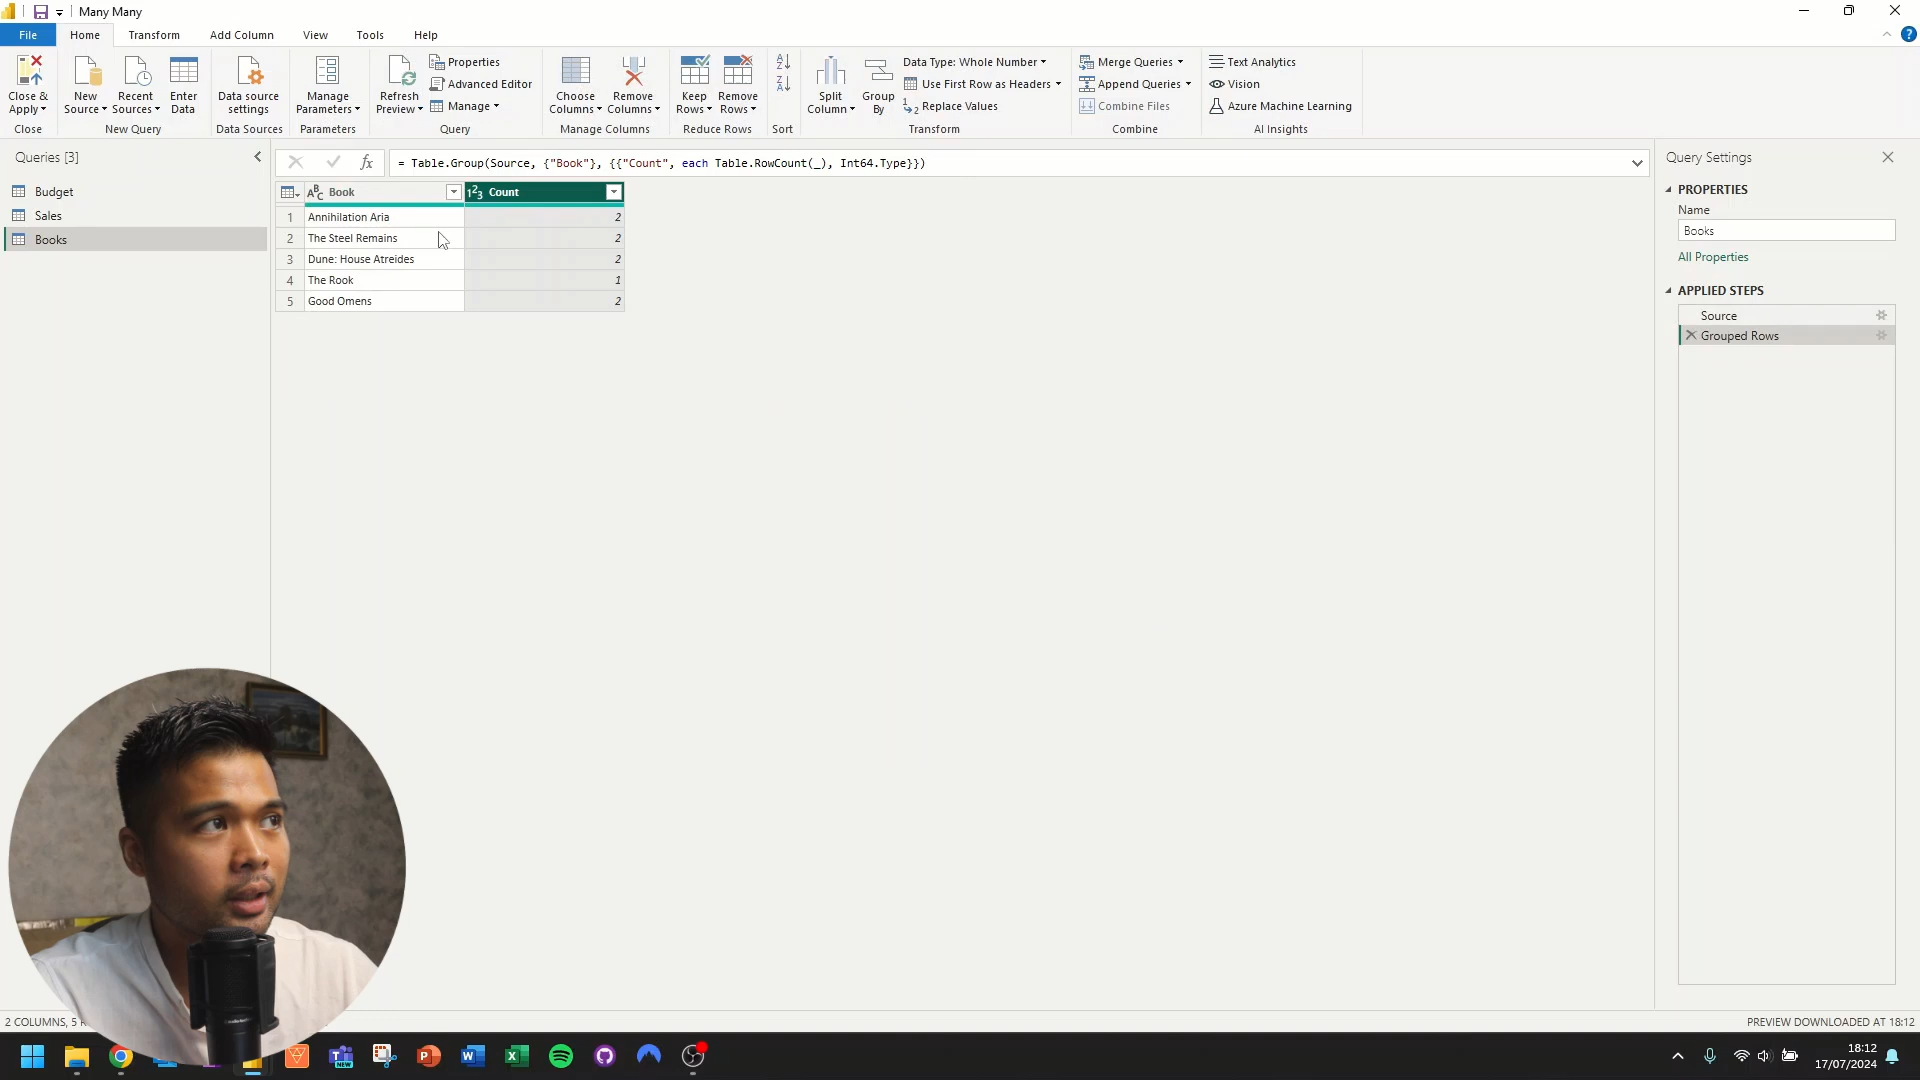 Many Many
File Home Transform Add Column View Tools Help
Close & Apply
New Source
Recent Sources
Enter Data
Data source settings
Manage Parameters
Refresh Preview
Properties
Advanced Editor
Manage
Choose Columns
Remove Columns
Keep Rows
Remove Rows
Split Column
Group By
Data Type: Whole Number
Use First Row as Headers
Replace Values
Merge Queries
Append Queries
Combine Files
Text Analytics
Vision
Azure Machine Learning
Close New Query Data Sources Parameters Query Manage Columns Reduce Rows Sort Transform Combine AI Insights
Queries [3]
Budget
Sales
Books
= Table.Group(Source, {"Book"}, {{"Count", each Table.RowCount(_), Int64.Type}})
Book Count
1 Annihilation Aria 2
2 The Steel Remains 2
3 Dune: House Atreides 2
4 The Rook 1
5 Good Omens 2
Query Settings
PROPERTIES
Name
Books
All Properties
APPLIED STEPS
Source
Grouped Rows
2 COLUMNS, 5
PREVIEW DOWNLOADED AT 18:12
18:12
17/07/2024